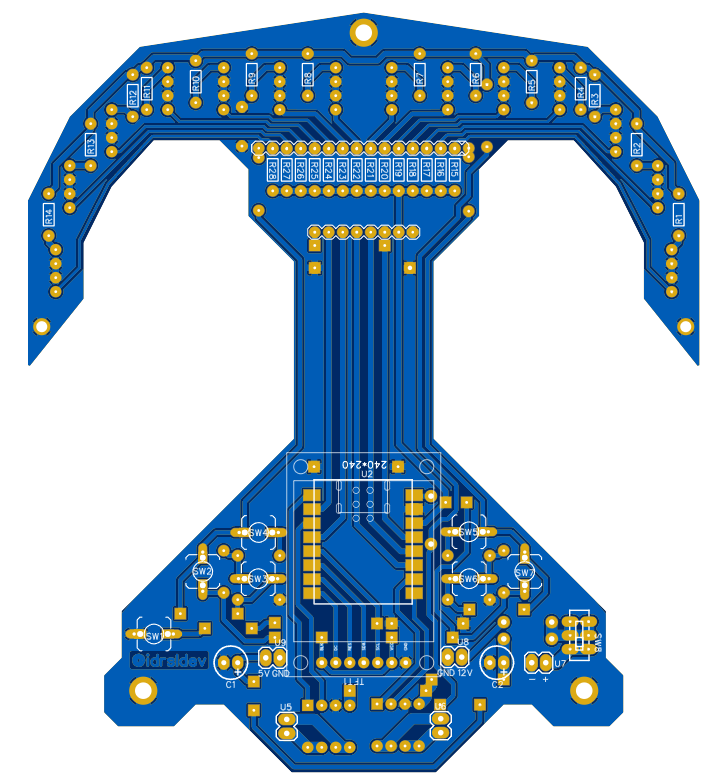 R12
R11
R10
R9
R8
R7
R6
R5
R4
R3
R13
R2
R14
R1
R28
R27
R26
R25
R24
R23
R22
R21
R20
R19
R18
R17
R16
R15
240*240
U2
SW4
SW5
SW2
SW3
SW6
SW7
SW1
SW8
U9
U8
U7
5V GND
GND 12V
- +
C1
+
C2
+
TFT1
U5
U6